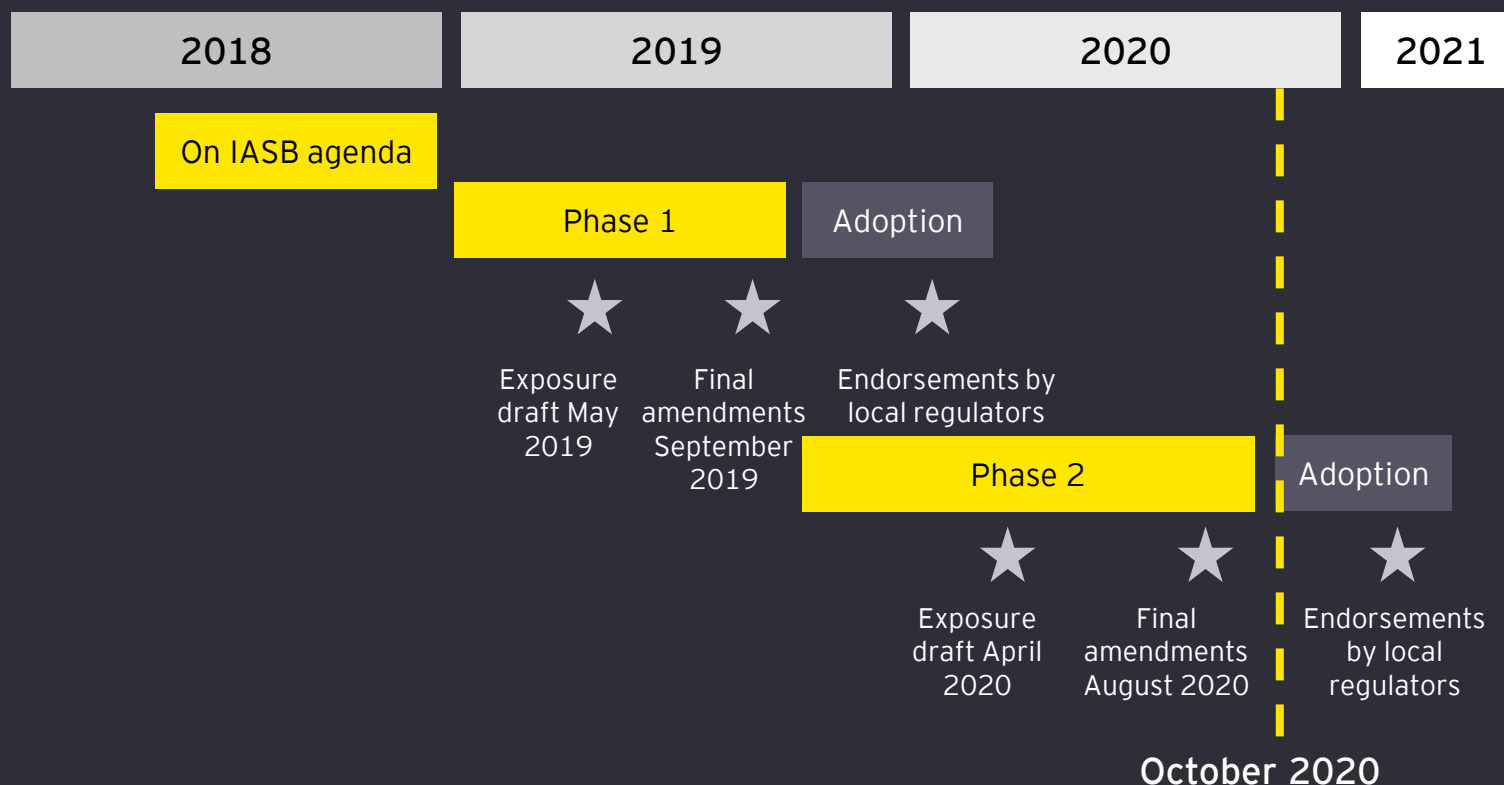 2018
2019
2020
2021
On IASB agenda
Phase 1
Adoption
Exposure
draft May
2019
Final
amendments
September
2019
Endorsements by
local regulators
Phase 2
Adoption
Exposure
draft April
2020
Final
amendments
August 2020
Endorsements
by local
regulators
October 2020